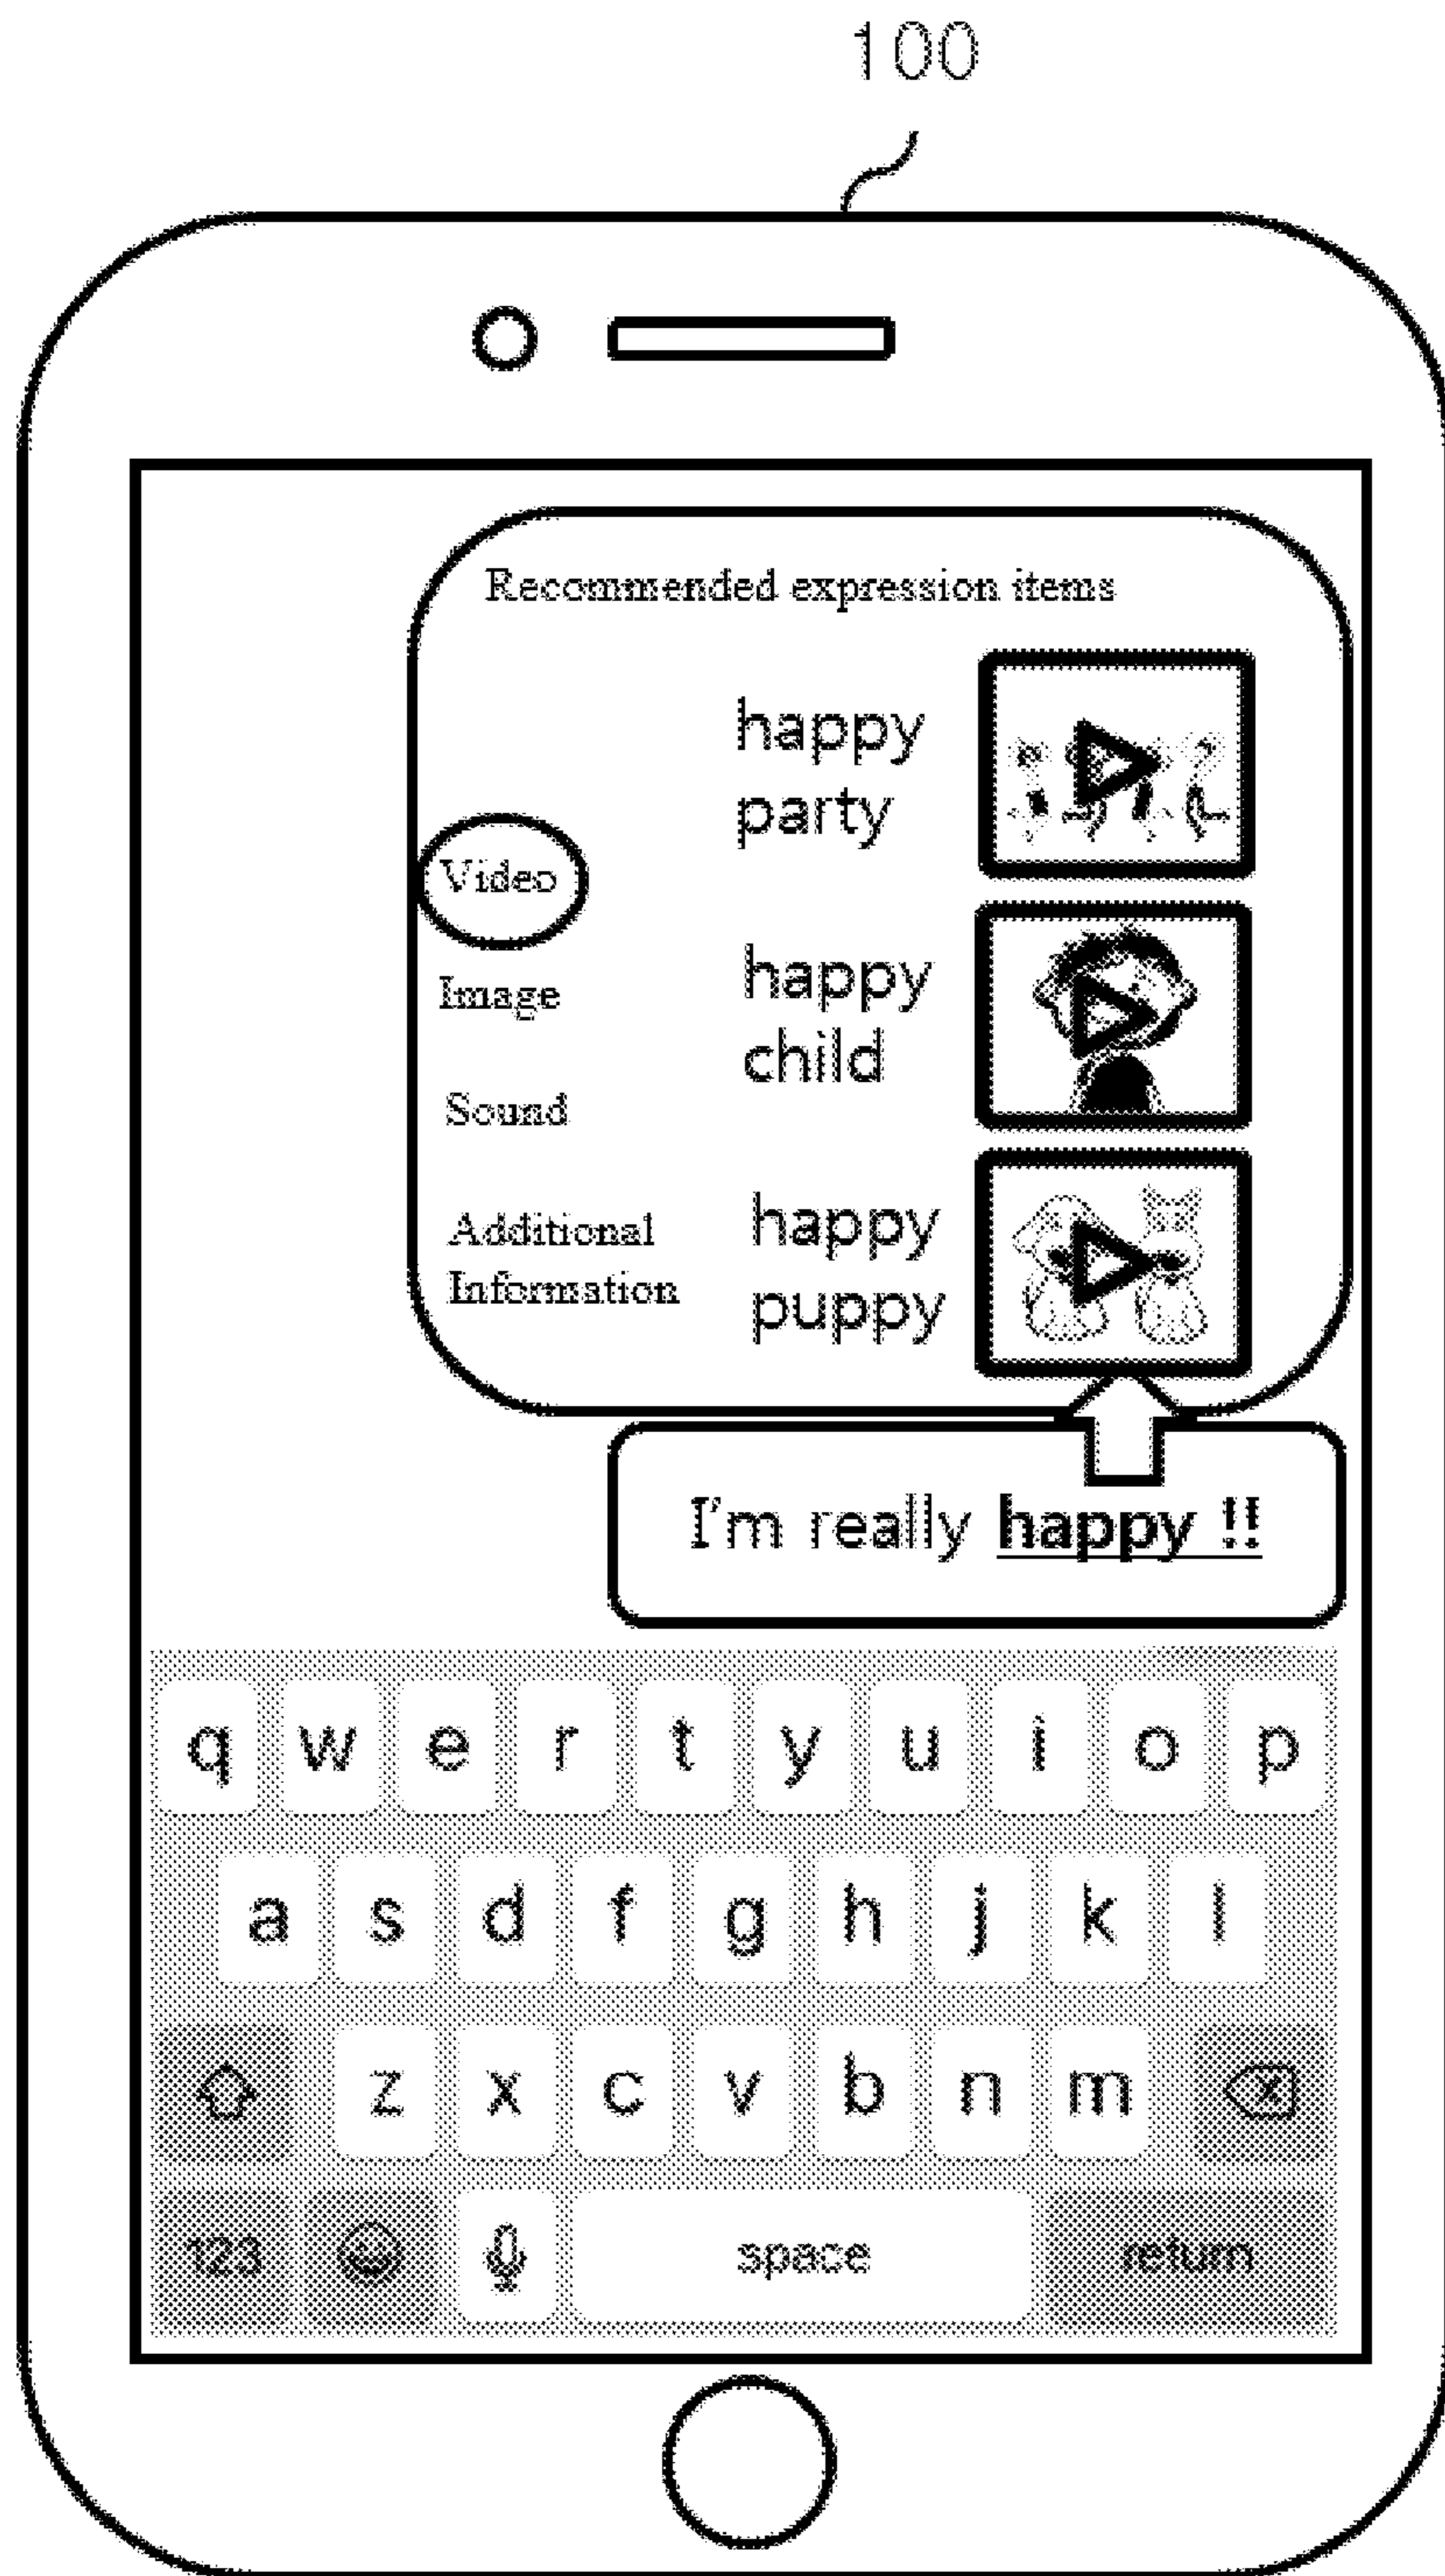 100
Recommended expression items
happy
party
Video
happy
child
Image
Sound
happy
puppy
Additional
Information
I'm really happy !!
q w e r t y u i o p
a s d f g h j k l
z x c v b n m
123 space return